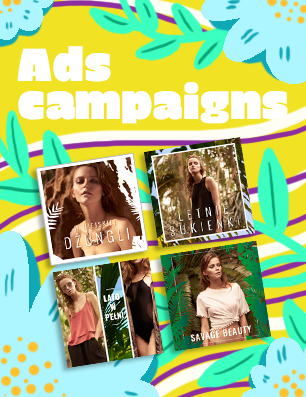 Ads
campaigns
DŻUNGLI
LETNIE
SUKIENKI
LATO
W
PEŁNI
SAVAGE BEAUTY